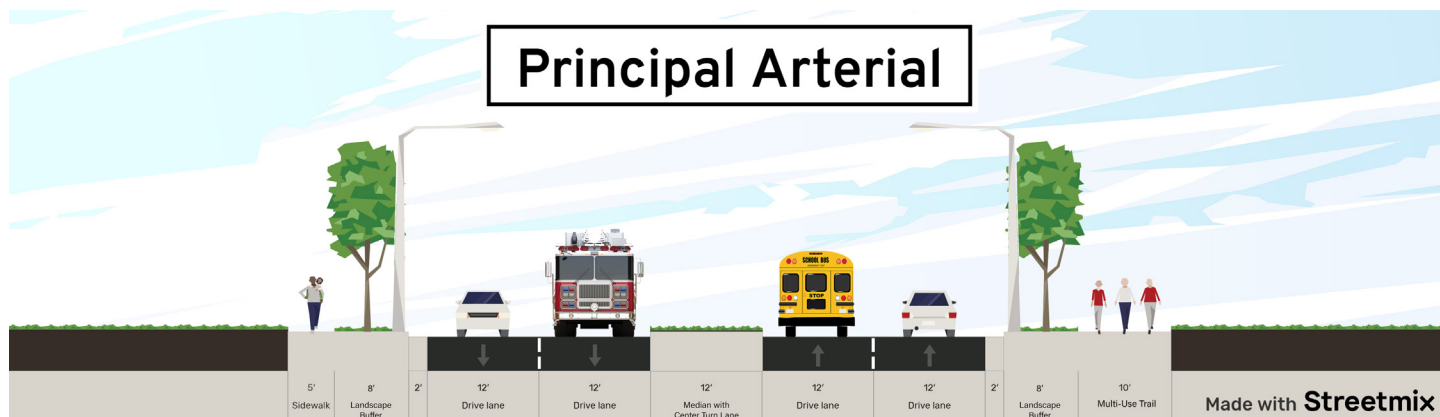 Principal Arterial
SCHOOL BUS
STOP
5' 8' 2' 12' 12' 12' 12' 12' 2' 8' 10'
Sidewalk Landscape Drive lane Drive lane Median with Drive lane Drive lane Landscape Multi-Use Trail
Buffer Center Turn Lane Buffer
Made with Streetmix